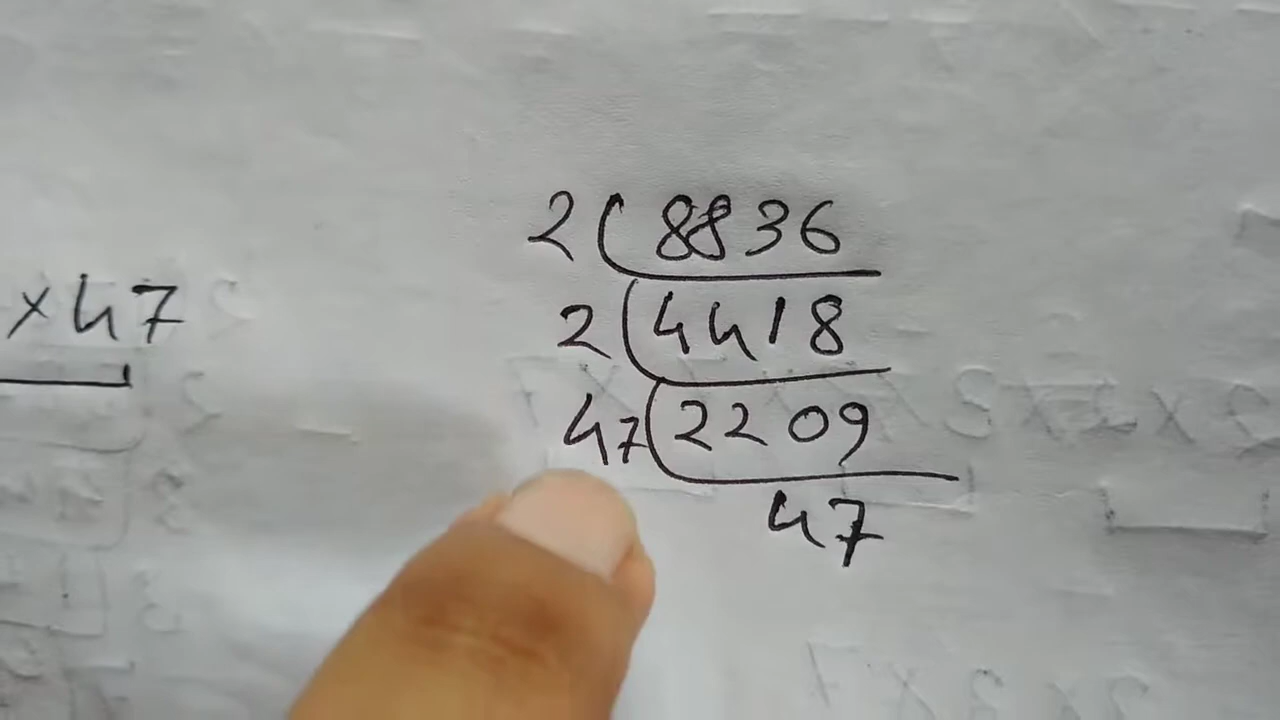 2 ( 8836
2 ( 4418
×47
47 ( 2209
47